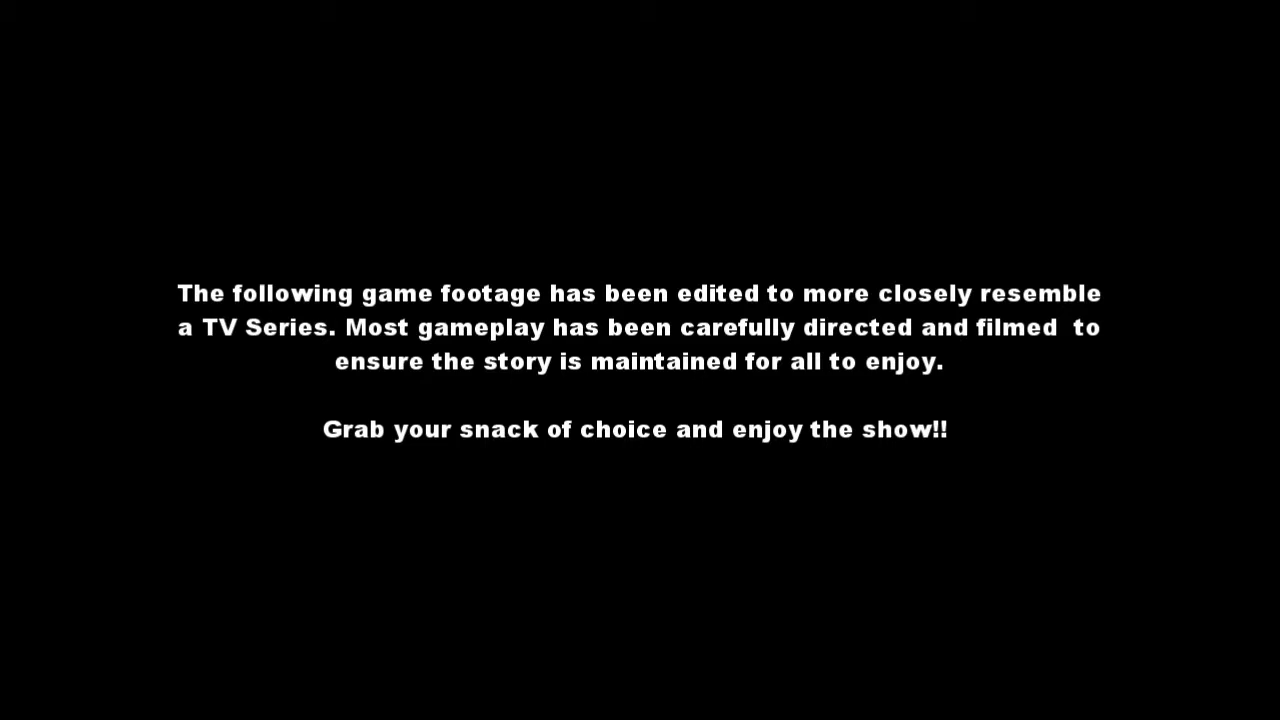 The following game footage has been edited to more closely resemble
a TV Series. Most gameplay has been carefully directed and filmed  to
ensure the story is maintained for all to enjoy.
Grab your snack of choice and enjoy the show!!